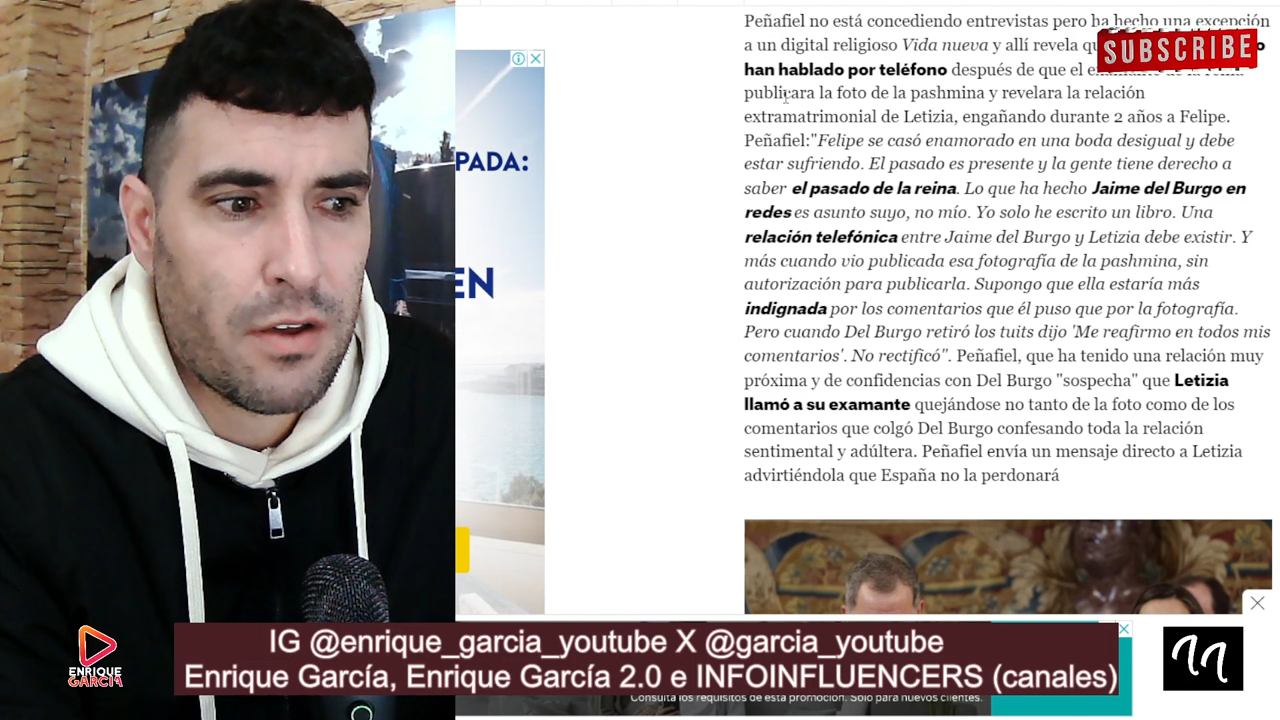 Peñafiel no está concediendo entrevistas pero ha hecho una excepción
a un digital religioso Vida nueva y allí revela
SUBSCRIBE
han hablado por teléfono después de que el examante de la reina
publicara la foto de la pashmina y revelara la relación
extramatrimonial de Letizia, engañando durante 2 años a Felipe.
Peñafiel:"Felipe se casó enamorado en una boda desigual y debe
estar sufriendo. El pasado es presente y la gente tiene derecho a
saber el pasado de la reina. Lo que ha hecho Jaime del Burgo en
redes es asunto suyo, no mío. Yo solo he escrito un libro. Una
relación telefónica entre Jaime del Burgo y Letizia debe existir. Y
más cuando vio publicada esa fotografía de la pashmina, sin
autorización para publicarla. Supongo que ella estaría más
indignada por los comentarios que él puso que por la fotografía.
Pero cuando Del Burgo retiró los tuits dijo 'Me reafirmo en todos mis
comentarios'. No rectificó". Peñafiel, que ha tenido una relación muy
próxima y de confidencias con Del Burgo "sospecha" que Letizia
llamó a su examante quejándose no tanto de la foto como de los
comentarios que colgó Del Burgo confesando toda la relación
sentimental y adúltera. Peñafiel envía un mensaje directo a Letizia
advirtiéndola que España no la perdonará
PADA:
EN
IG @enrique_garcia_youtube X @garcia_youtube
Enrique García, Enrique García 2.0 e INFOINFLUENCERS (canales)
Consulta los requisitos de esta promoción. Solo para nuevos clientes.
ENRIQUE
GARCÍA